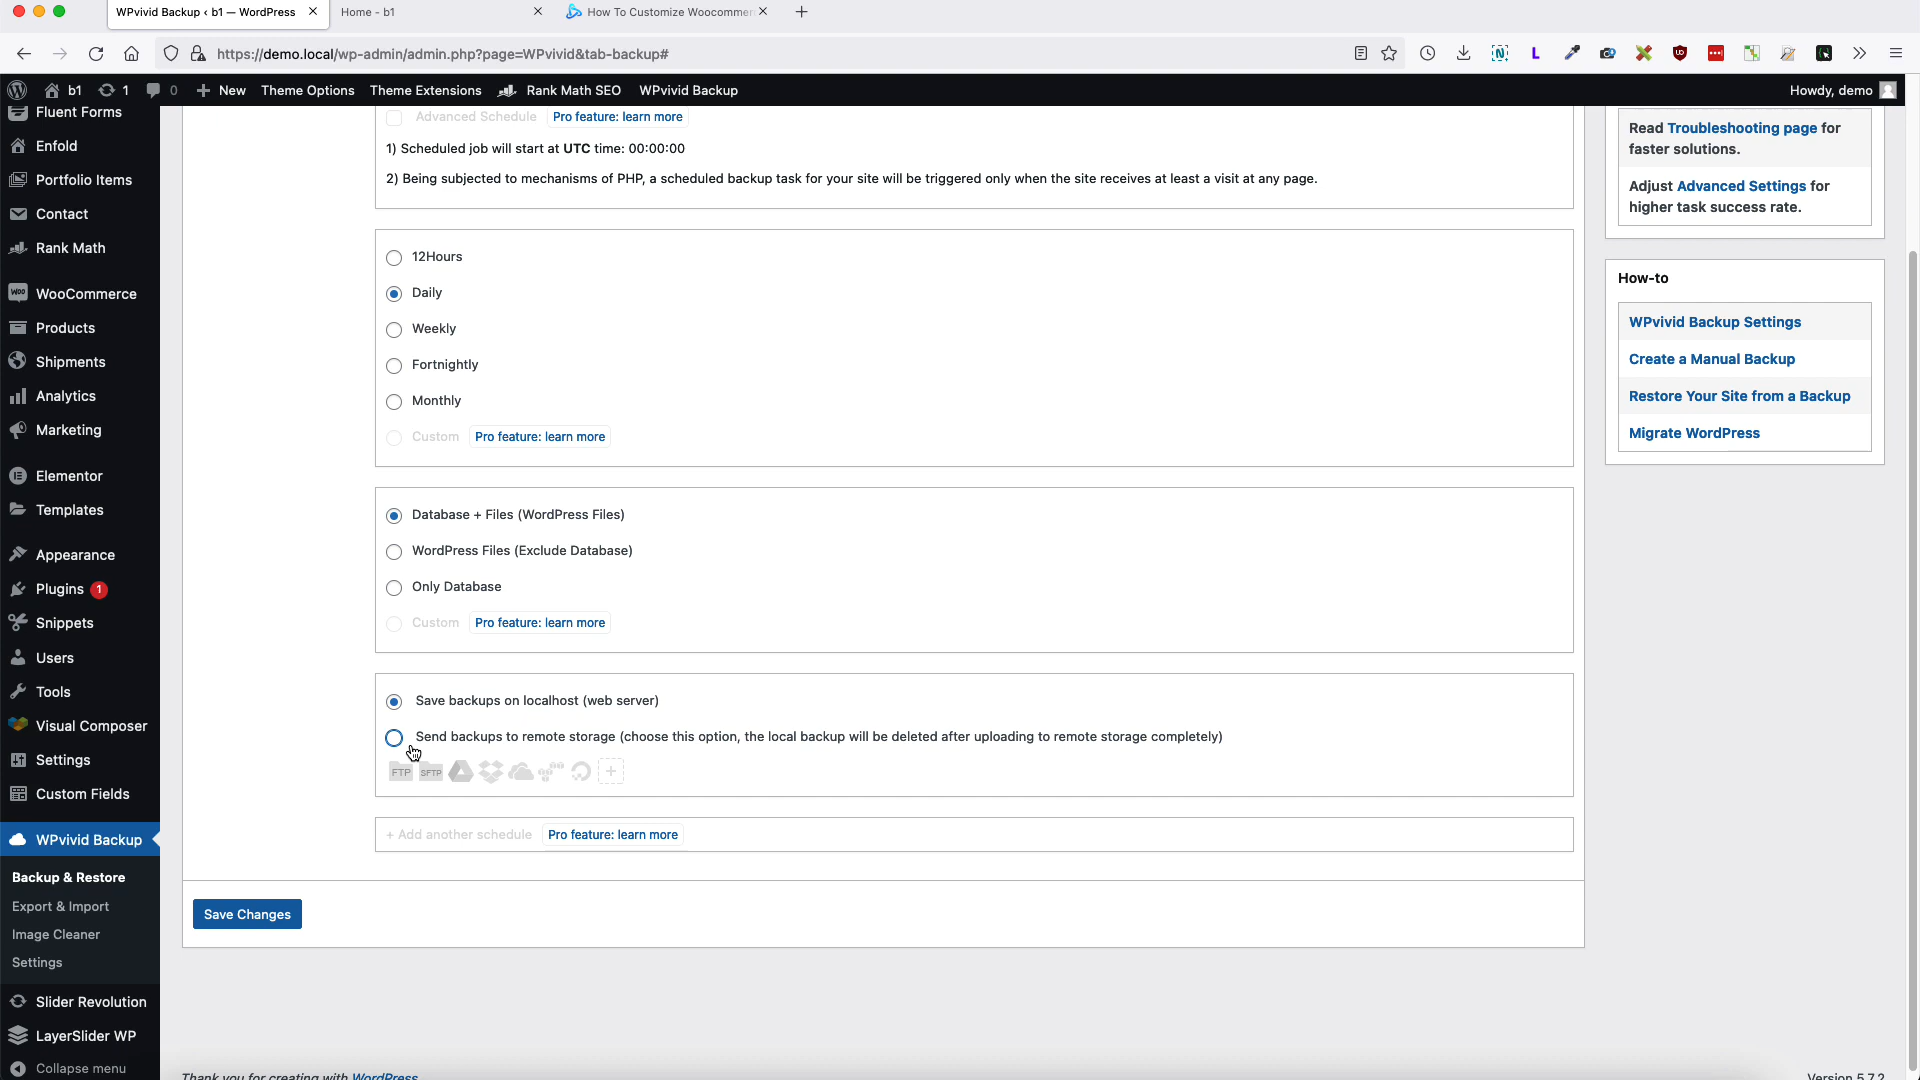 WPvivid Backup ‹ b1 — WordPress
Home - b1
How To Customize Woocommer
https://demo.local/wp-admin/admin.php?page=WPvivid&tab-backup#
b1
1
0
New
Theme Options
Theme Extensions
Rank Math SEO
WPvivid Backup
Howdy, demo
Fluent Forms
Enfold
Portfolio Items
Contact
Rank Math
WooCommerce
Products
Shipments
Analytics
Marketing
Elementor
Templates
Appearance
Plugins 1
Snippets
Users
Tools
Visual Composer
Settings
Custom Fields
WPvivid Backup
Backup & Restore
Export & Import
Image Cleaner
Settings
Slider Revolution
LayerSlider WP
Collapse menu
Advanced Schedule Pro feature: learn more
1) Scheduled job will start at UTC time: 00:00:00
2) Being subjected to mechanisms of PHP, a scheduled backup task for your site will be triggered only when the site receives at least a visit at any page.
12Hours
Daily
Weekly
Fortnightly
Monthly
Custom Pro feature: learn more
Database + Files (WordPress Files)
WordPress Files (Exclude Database)
Only Database
Custom Pro feature: learn more
Save backups on localhost (web server)
Send backups to remote storage (choose this option, the local backup will be deleted after uploading to remote storage completely)
FTP SFTP
+ Add another schedule Pro feature: learn more
Save Changes
Read Troubleshooting page for
faster solutions.
Adjust Advanced Settings for
higher task success rate.
How-to
WPvivid Backup Settings
Create a Manual Backup
Restore Your Site from a Backup
Migrate WordPress
Thank you for creating with WordPress
Version 5.7.2